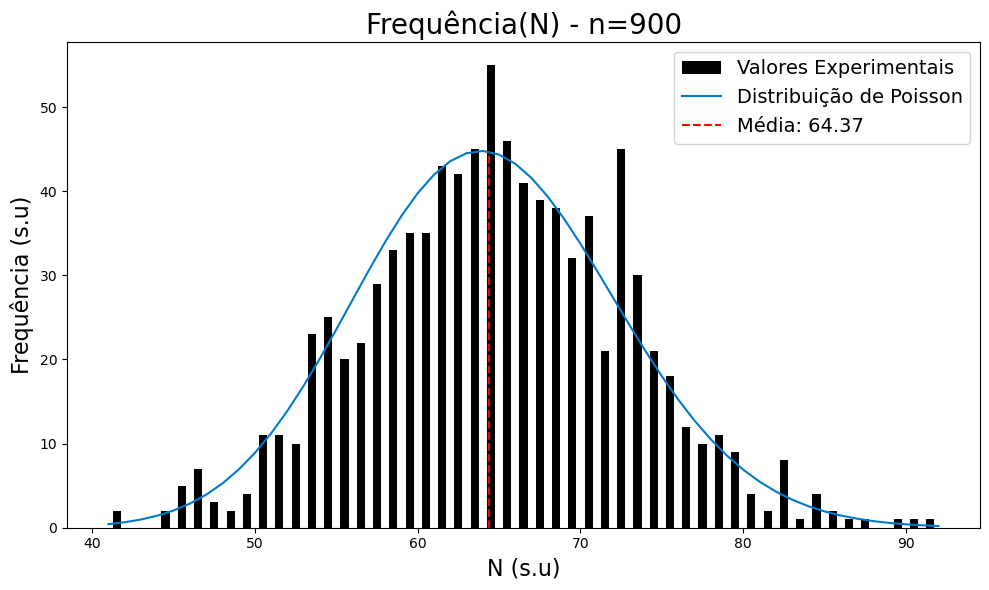 Frequência(N) - n=900
Valores Experimentais
Distribuição de Poisson
Média: 64.37
Frequência (s.u)
50
40
30
20
10
0
40 50 60 70 80 90
N (s.u)